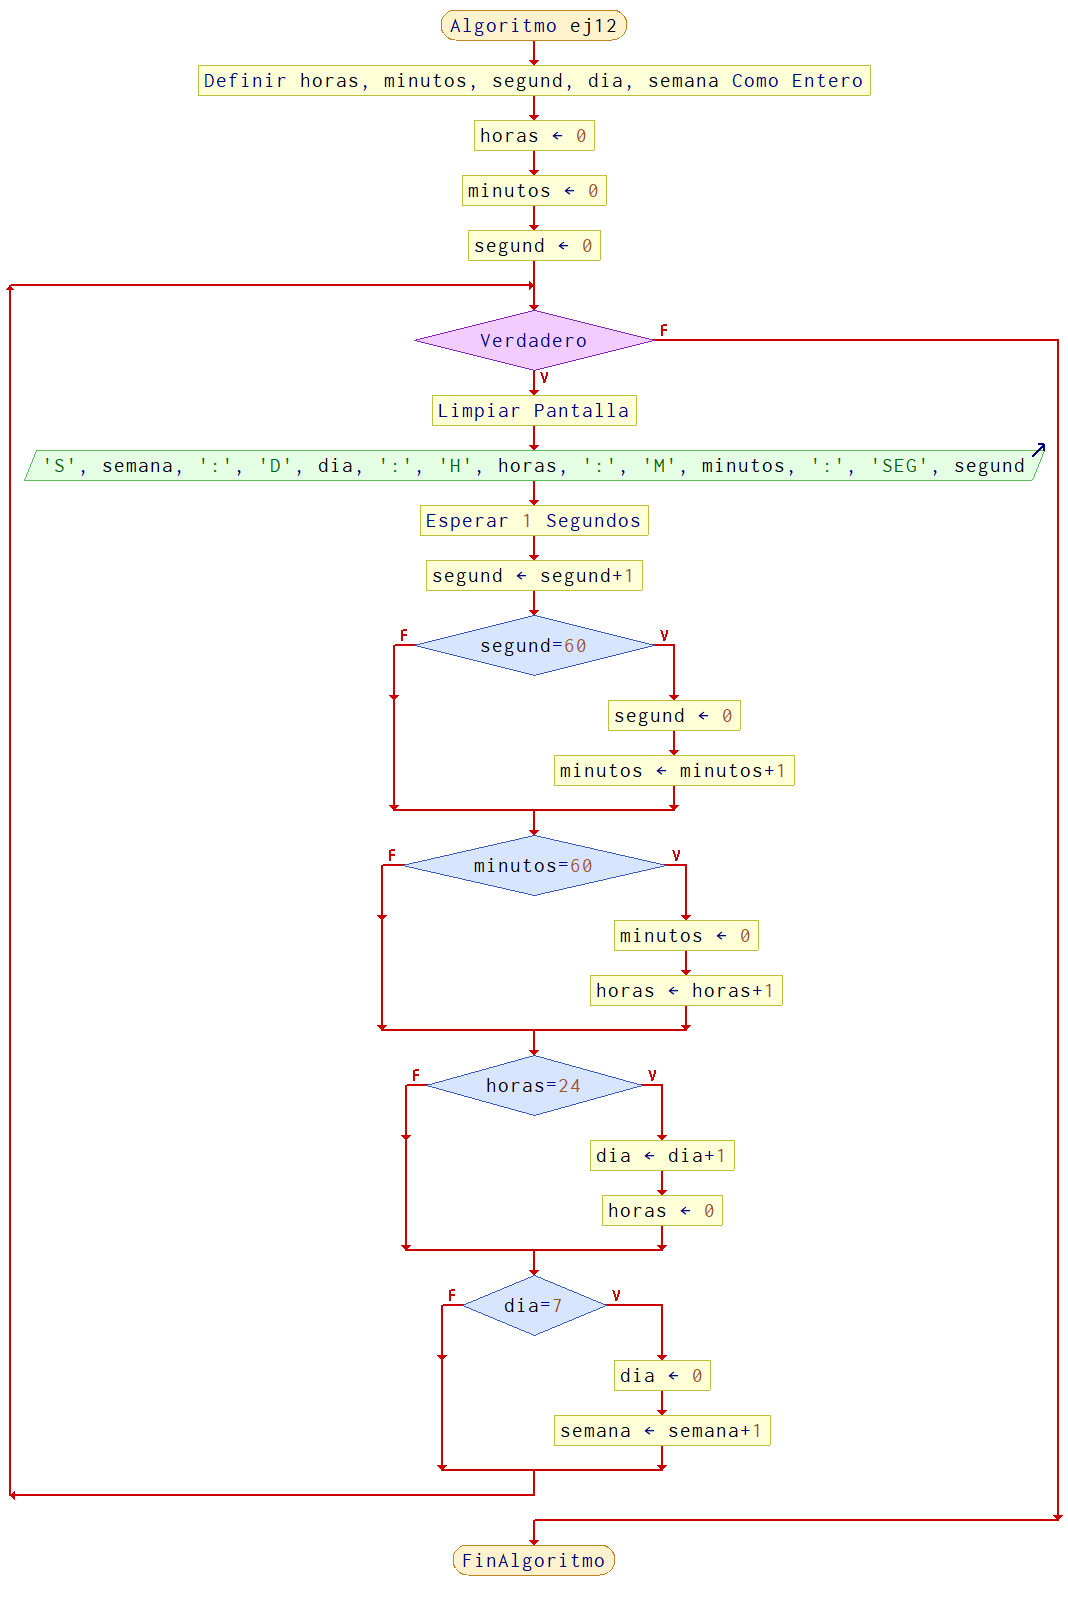 Algoritmo ej12
Definir horas, minutos, segund, dia, semana Como Entero
horas ← 0
minutos ← 0
segund ← 0
Verdadero
F
V
Limpiar Pantalla
'S', semana, ':', 'D', dia, ':', 'H', horas, ':', 'M', minutos, ':', 'SEG', segund
Esperar 1 Segundos
segund ← segund+1
F
V
segund=60
segund ← 0
minutos ← minutos+1
F
V
minutos=60
minutos ← 0
horas ← horas+1
F
V
horas=24
dia ← dia+1
horas ← 0
F
V
dia=7
dia ← 0
semana ← semana+1
FinAlgoritmo